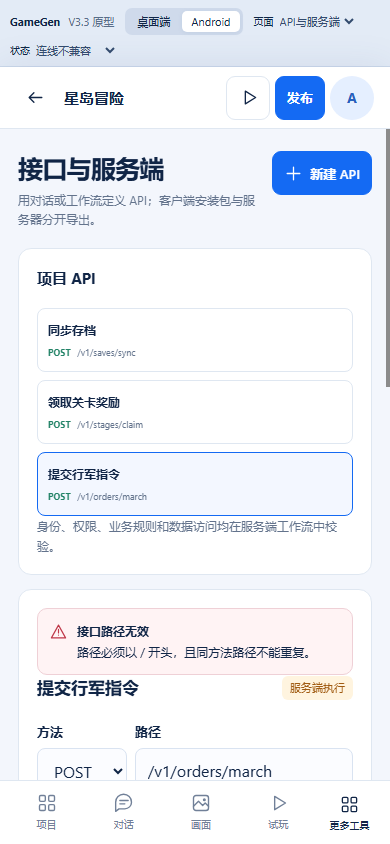 GameGen V3.3 原型 桌面端 Android 页面 API与服务端
状态 连线不兼容
星岛冒险 发布 A
接口与服务端
新建 API
用对话或工作流定义 API；客户端安装包与服
务器分开导出。
项目 API
同步存档
POST /v1/saves/sync
领取关卡奖励
POST /v1/stages/claim
提交行军指令
POST /v1/orders/march
身份、权限、业务规则和数据访问均在服务端工作流中校
验。
接口路径无效
路径必须以 / 开头，且同方法路径不能重复。
提交行军指令 服务端执行
方法 路径
POST /v1/orders/march
项目 对话 画面 试玩 更多工具